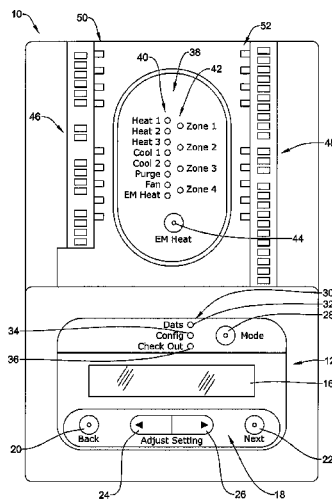 10
50
52
38
40
42
46
48
Heat 1
Heat 2
Heat 3
Cool 1
Cool 2
Purge
Fan
EM Heat
Zone 1
Zone 2
Zone 3
Zone 4
EM Heat
44
30
32
28
34
36
Dats
Config
Check Out
Mode
12
16
20
Back
Adjust Setting
Next
22
24
26
18